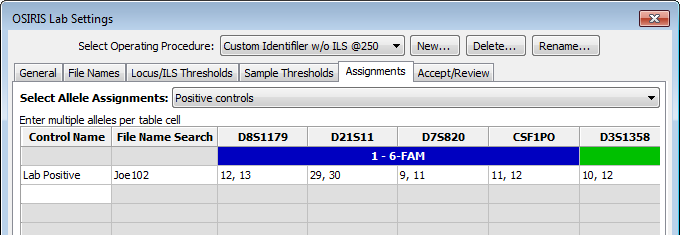 OSIRIS Lab Settings
Select Operating Procedure: Custom Identifiler w/o ILS @250 New... Delete... Rename...
General File Names Locus/ILS Thresholds Sample Thresholds Assignments Accept/Review
Select Allele Assignments: Positive controls
Enter multiple alleles per table cell
Control Name File Name Search D8S1179 D21S11 D7S820 CSF1PO D3S1358
1 - 6-FAM
Lab Positive Joe102 12, 13 29, 30 9, 11 11, 12 10, 12